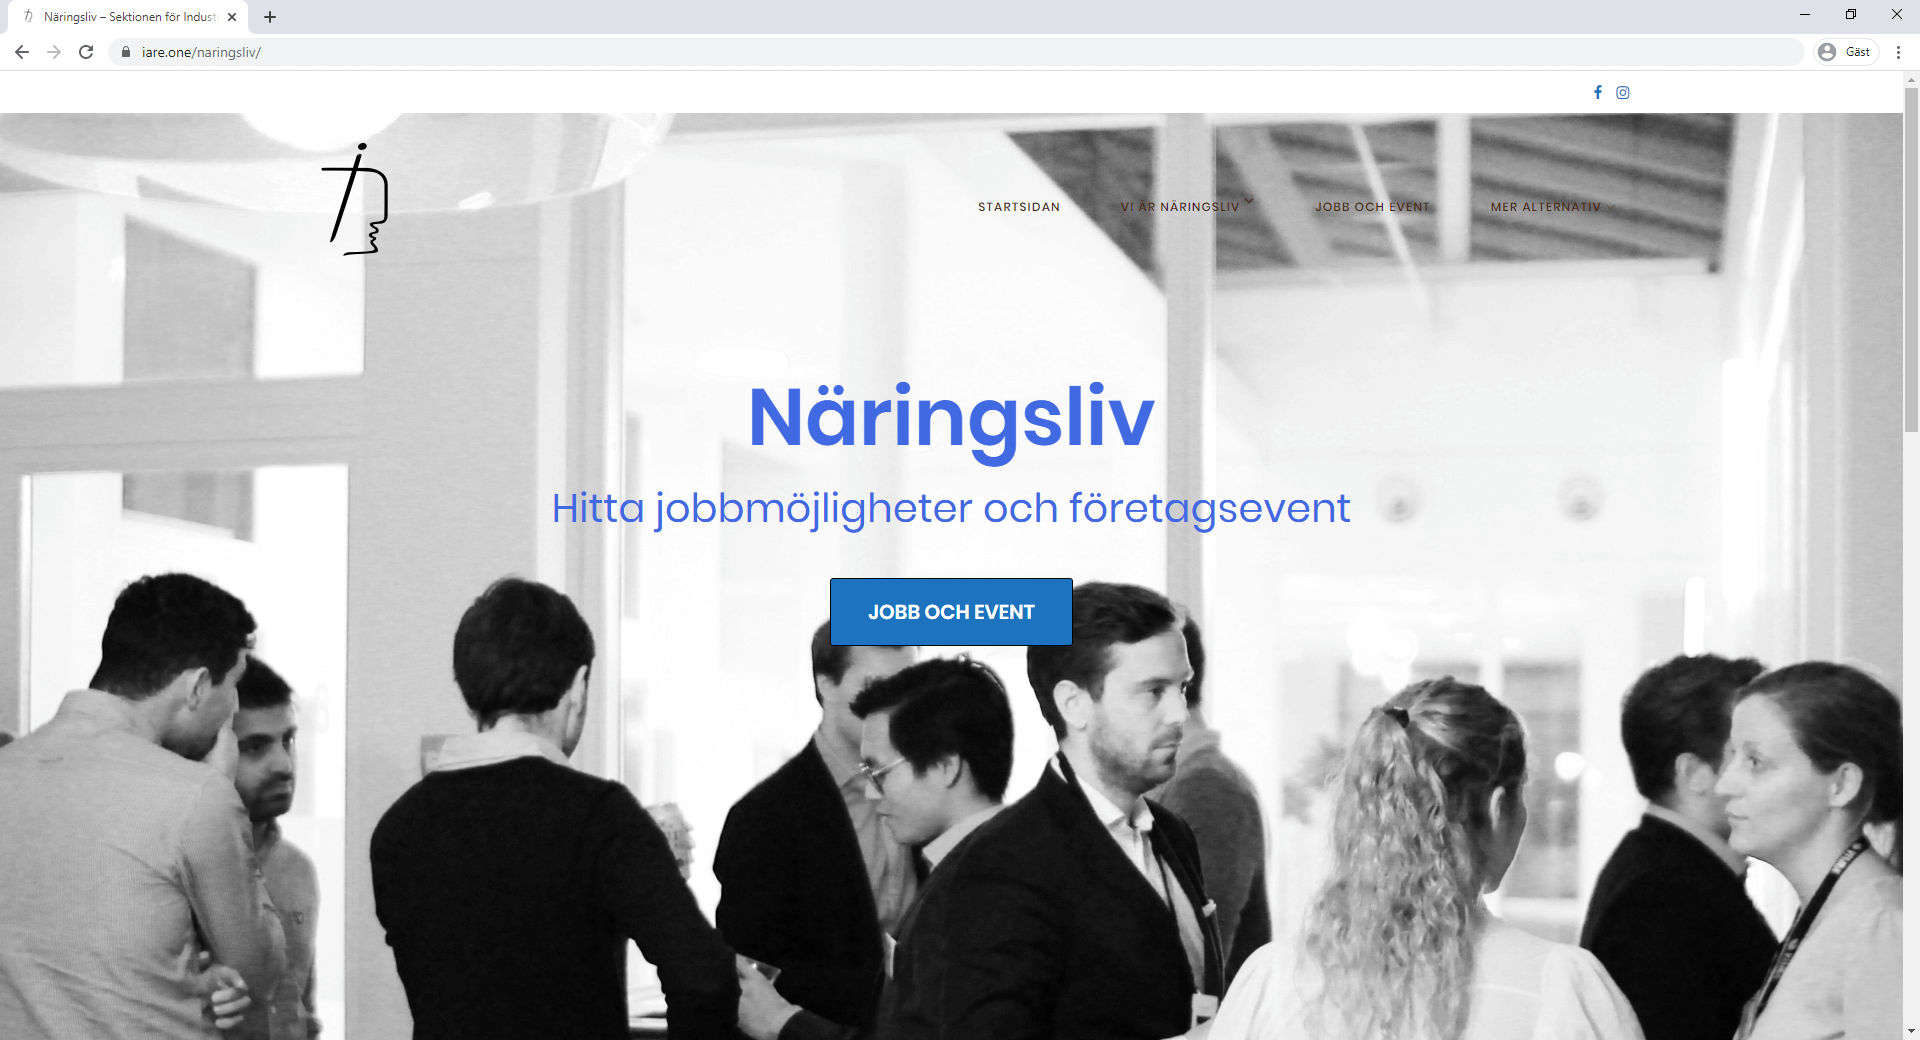 Näringsliv – Sektionen för Indust
iare.one/naringsliv/
Gäst
STARTSIDAN
VI ÄR NÄRINGSLIV
JOBB OCH EVENT
MER ALTERNATIV
Näringsliv
Hitta jobbmöjligheter och företagsevent
JOBB OCH EVENT